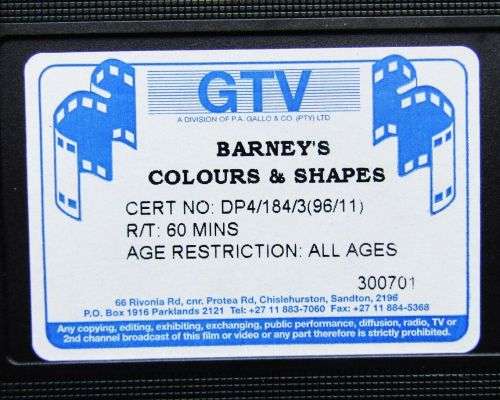 GTV
A DIVISION OF P.A. GALLO & CO. (PTY) LTD
BARNEY'S
COLOURS & SHAPES
CERT NO: DP4/184/3(96/11)
R/T: 60 MINS
AGE RESTRICTION: ALL AGES
300701
66 Rivonia Rd, cnr. Protea Rd, Chislehurston, Sandton, 2196
P.O. Box 1916 Parklands 2121 Tel: +27 11 883-7060 Fax: +27 11 884-5368
Any copying, editing, exhibiting, exchanging, public performance, diffusion, radio, TV or
2nd channel broadcast of this film or video or any part therefore is strictly prohibited.